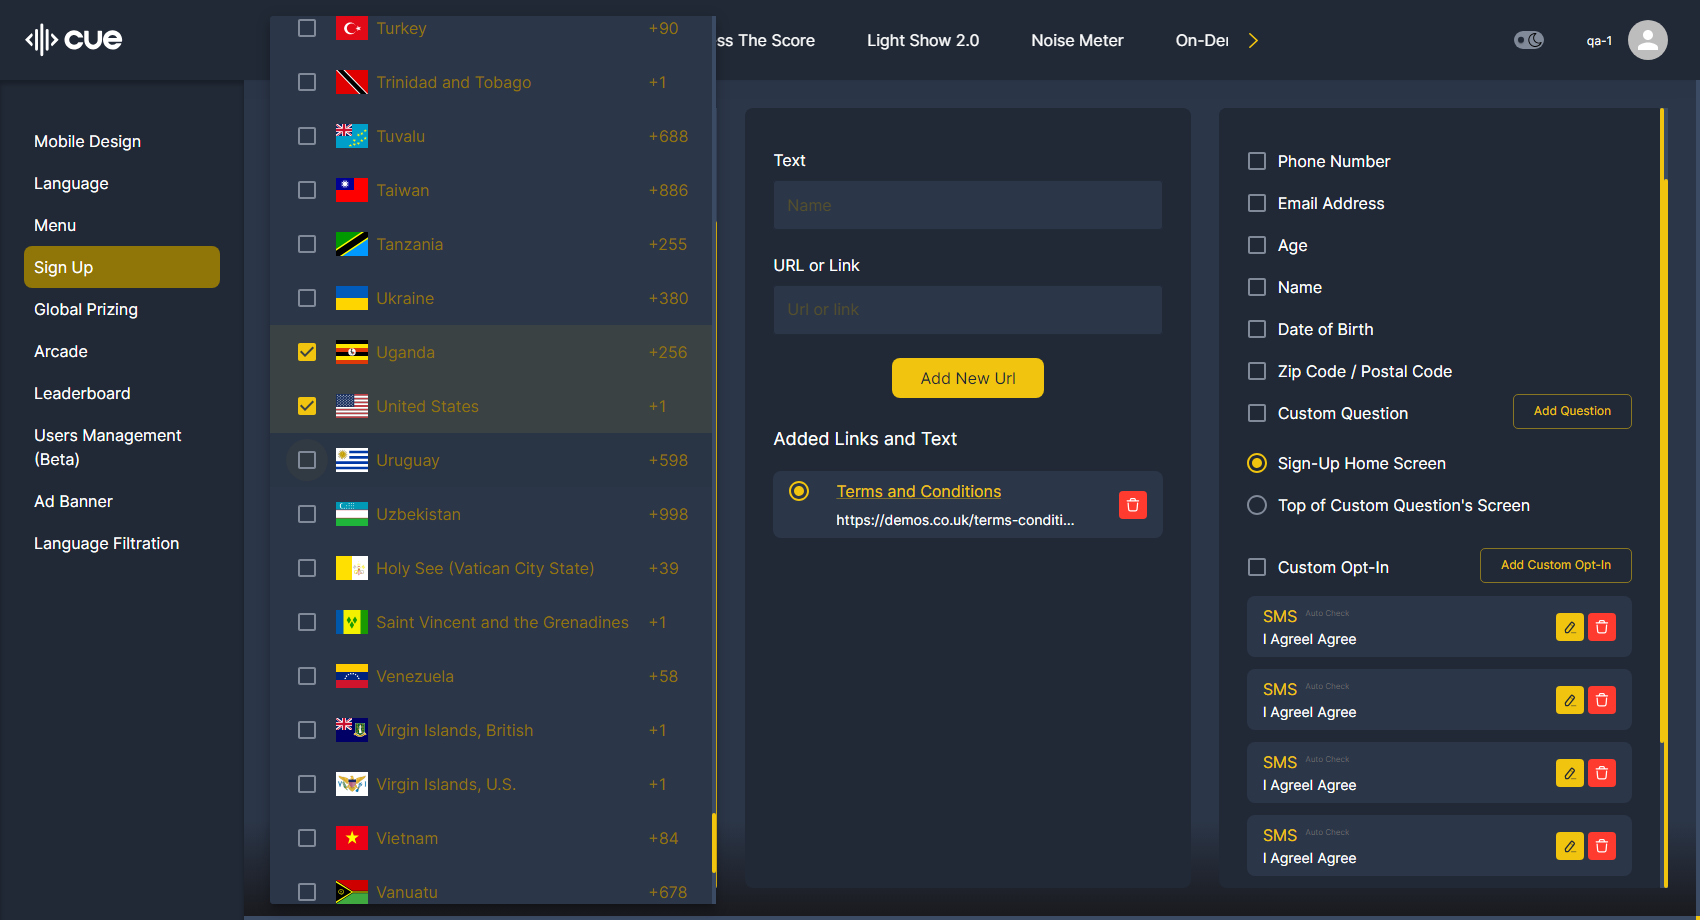 cue
ss The Score
Light Show 2.0
Noise Meter
On-De
qa-1
Mobile Design
Language
Menu
Sign Up
Global Prizing
Arcade
Leaderboard
Users Management
(Beta)
Ad Banner
Language Filtration
Turkey +90
Trinidad and Tobago +1
Tuvalu +688
Taiwan +886
Tanzania +255
Ukraine +380
Uganda +256
United States +1
Uruguay +598
Uzbekistan +998
Holy See (Vatican City State) +39
Saint Vincent and the Grenadines +1
Venezuela +58
Virgin Islands, British +1
Virgin Islands, U.S. +1
Vietnam +84
Vanuatu +678
Text
Name
URL or Link
Url or link
Add New Url
Added Links and Text
Terms and Conditions
https://demos.co.uk/terms-conditi...
Phone Number
Email Address
Age
Name
Date of Birth
Zip Code / Postal Code
Custom Question
Add Question
Sign-Up Home Screen
Top of Custom Question's Screen
Custom Opt-In
Add Custom Opt-In
SMS Auto Check
I AgreeI Agree
SMS Auto Check
I AgreeI Agree
SMS Auto Check
I AgreeI Agree
SMS Auto Check
I AgreeI Agree